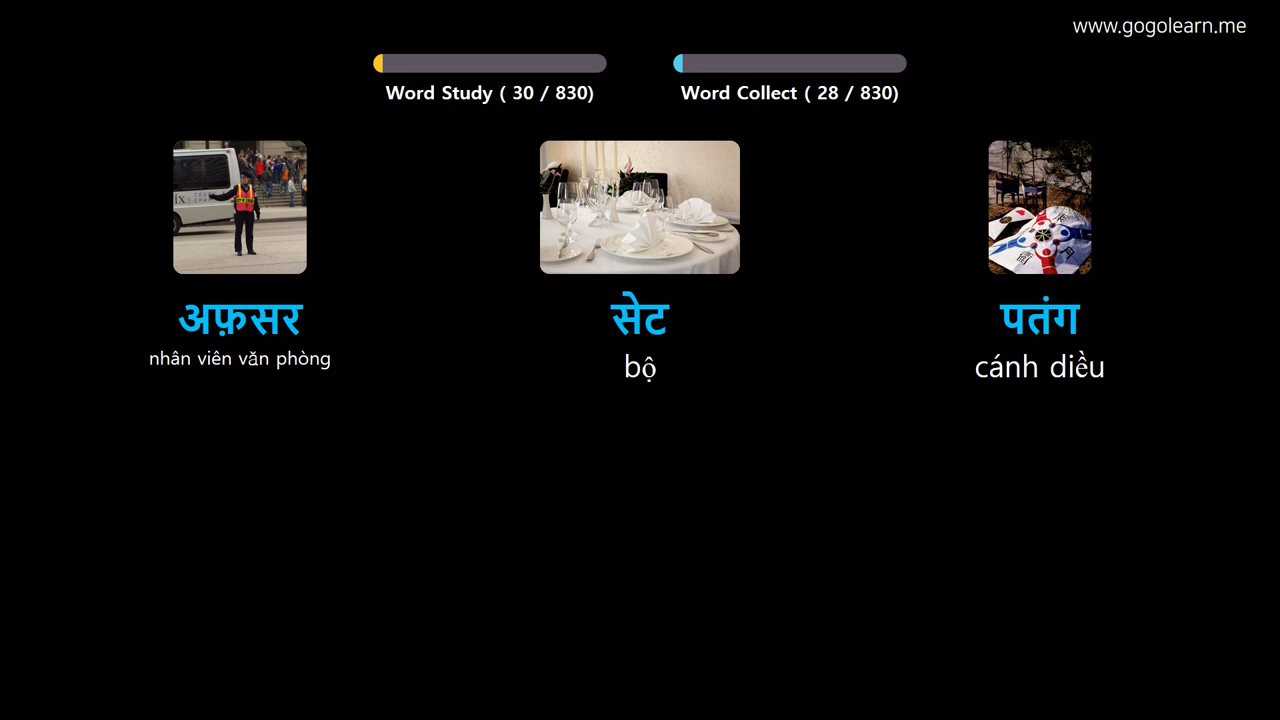 www.gogolearn.me
Word Study ( 30 / 830)
Word Collect ( 28 / 830)
अफ़सर
सेट
पतंग
nhân viên văn phòng
bộ
cánh diều